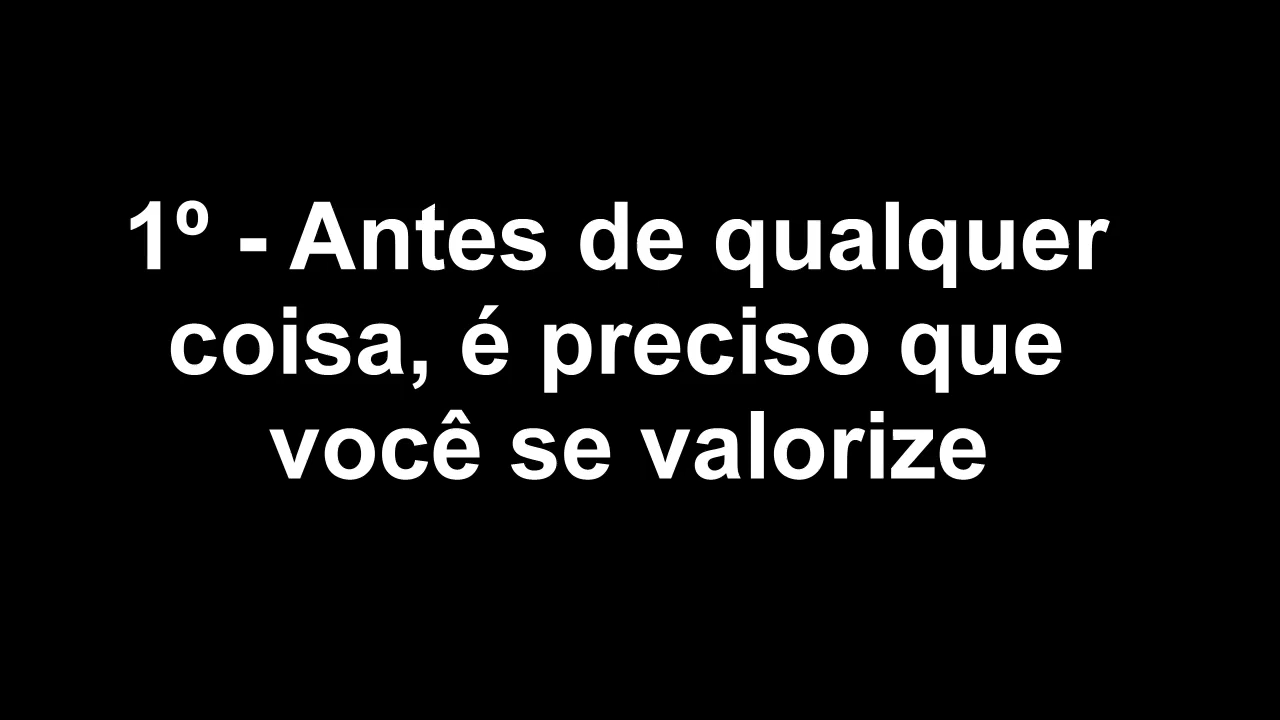 1º - Antes de qualquer
coisa, é preciso que
você se valorize